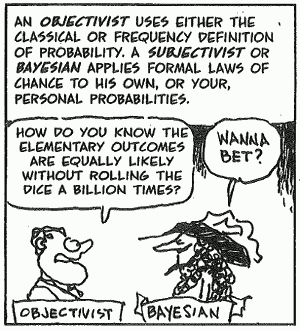 AN OBJECTIVIST USES EITHER THE
CLASSICAL OR FREQUENCY DEFINITION
OF PROBABILITY. A SUBJECTIVIST OR
BAYESIAN APPLIES FORMAL LAWS OF
CHANCE TO HIS OWN, OR YOUR,
PERSONAL PROBABILITIES.
HOW DO YOU KNOW THE
ELEMENTARY OUTCOMES
ARE EQUALLY LIKELY
WITHOUT ROLLING THE
DICE A BILLION TIMES?
WANNA
BET?
OBJECTIVIST
BAYESIAN